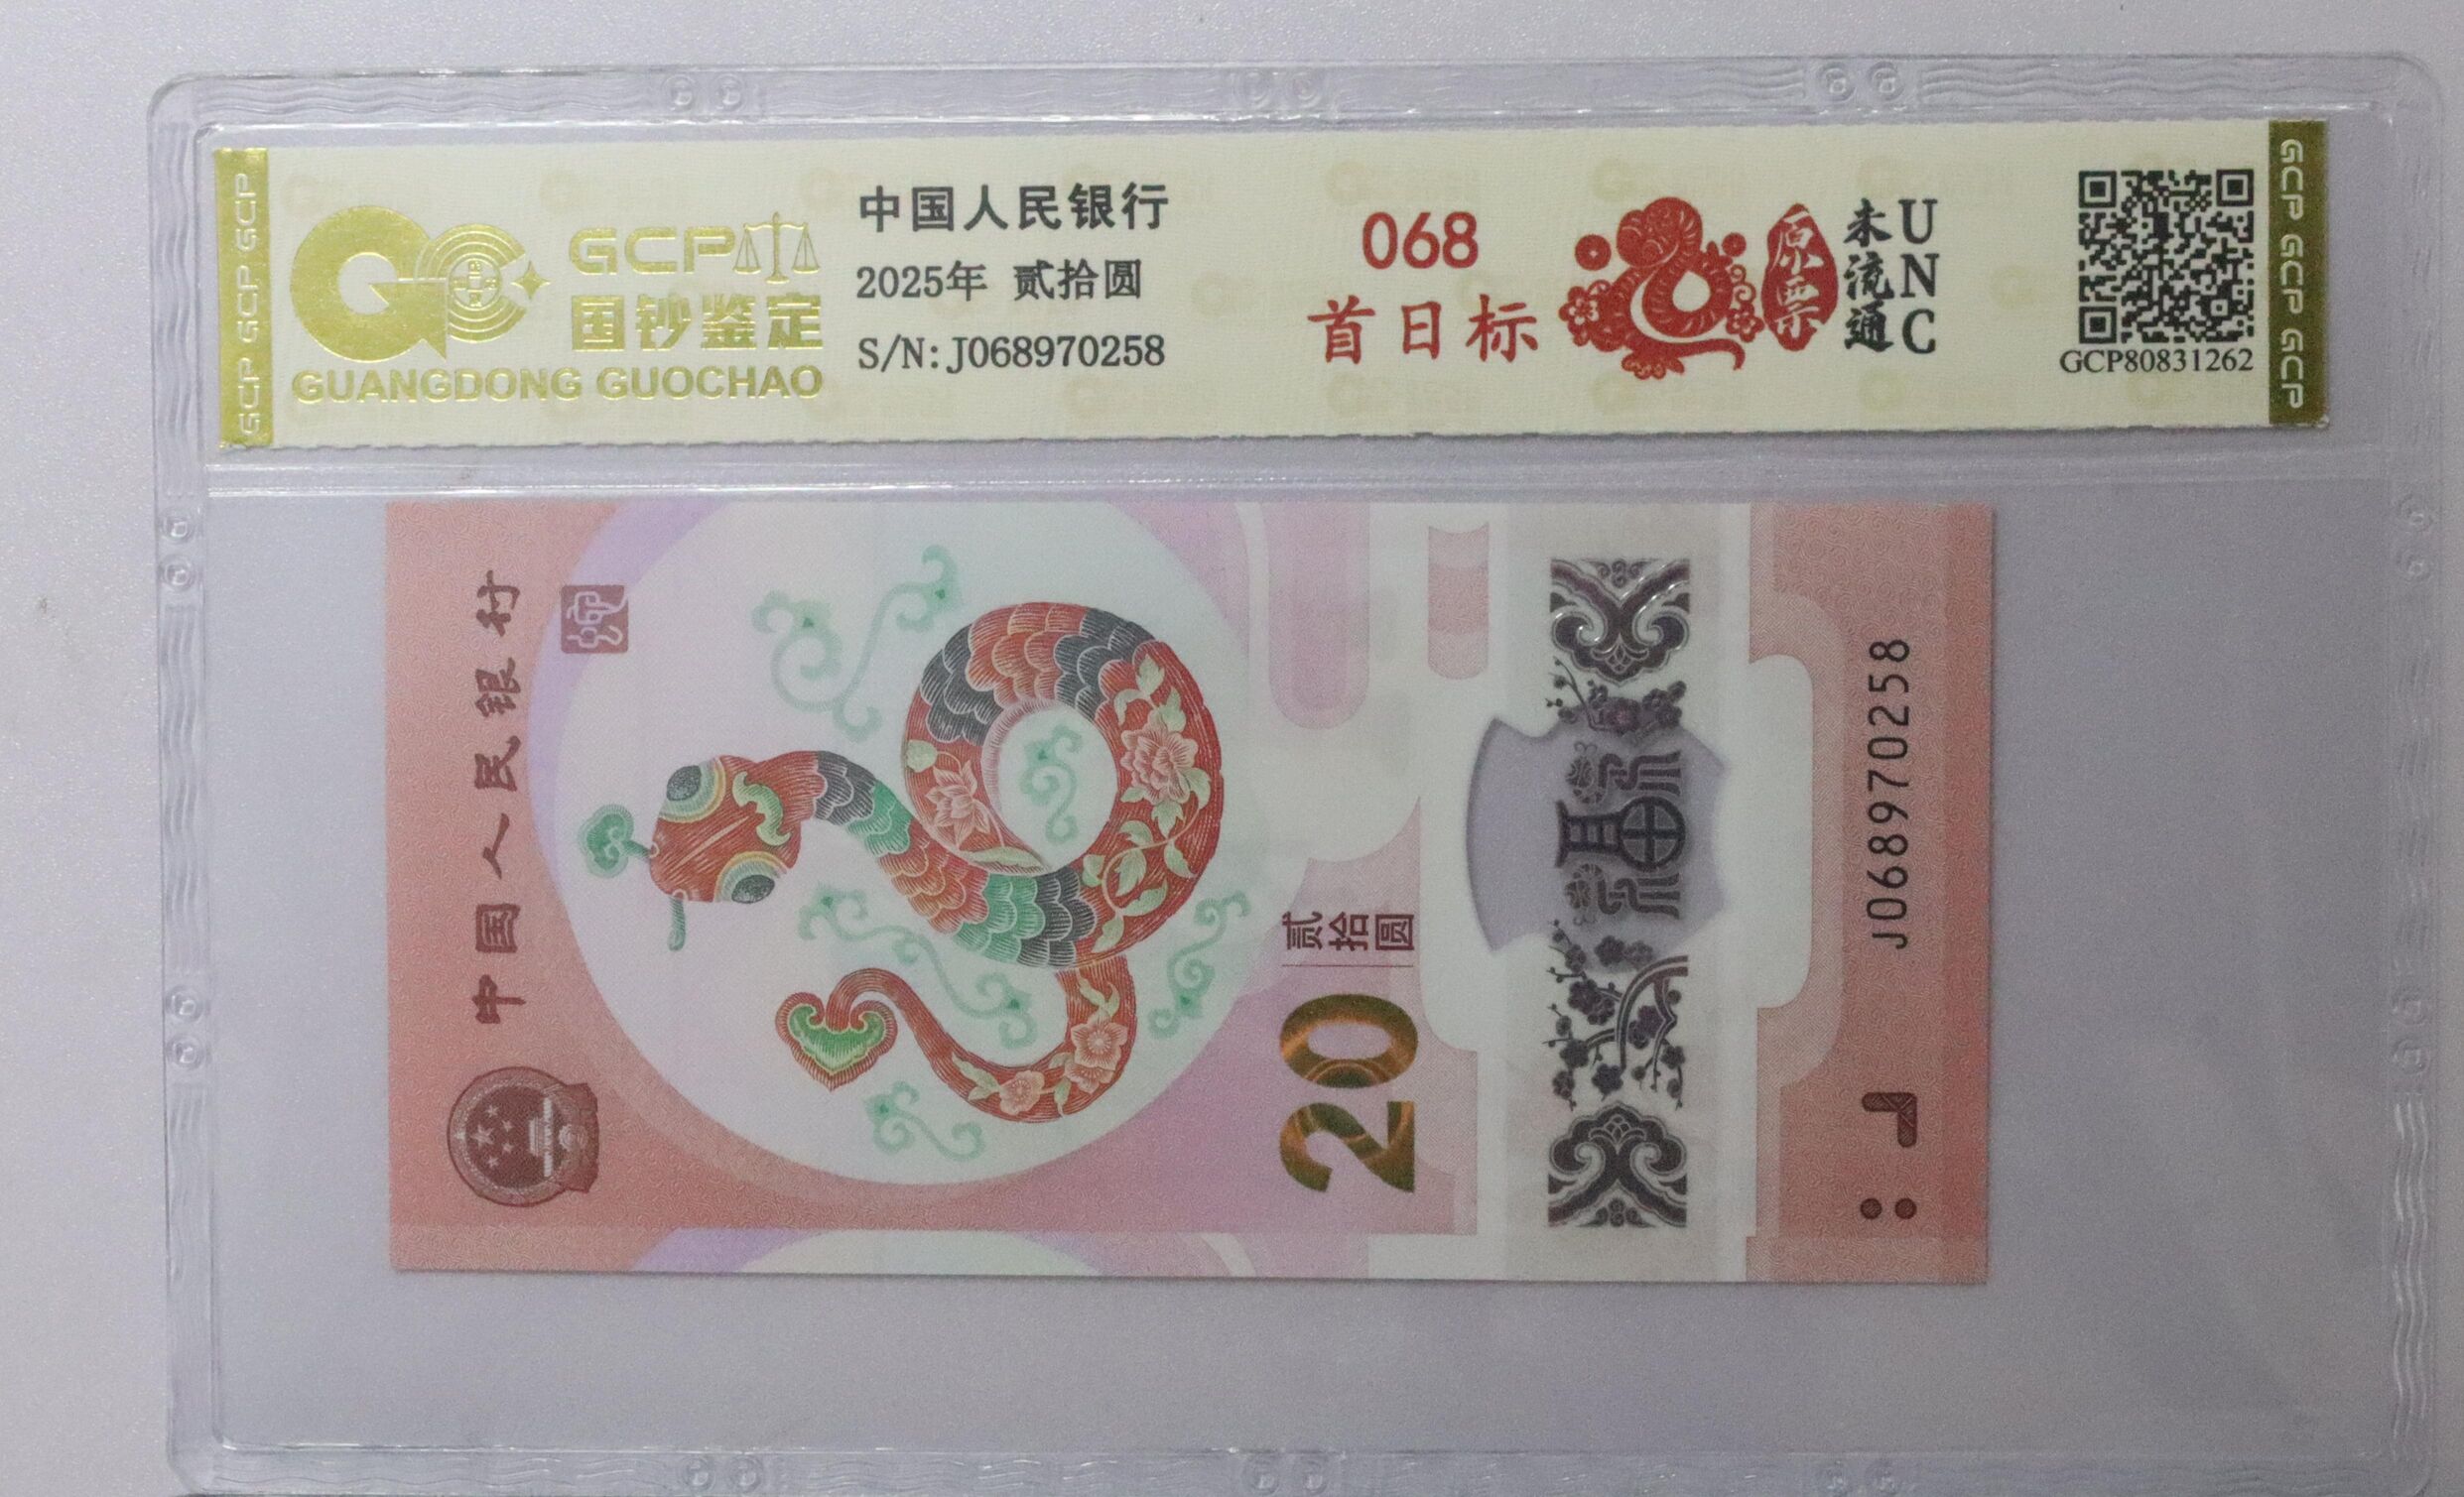 GCP GCP GCP
GCP
国钞鉴定
GUANGDONG GUOCHAO
中国人民银行
2025年 贰拾圆
S/N:J068970258
068
首日标
原票
未流通
UNC
GCP80831262
GCP GCP GCP
中国人民银行
20
贰拾圆
福
J068970258